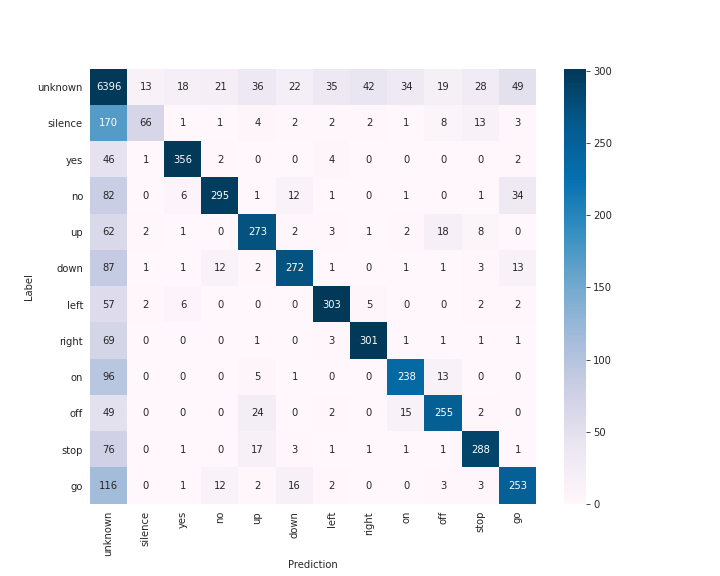 unknown 6396 13 18 21 36 22 35 42 34 19 28 49
silence 170 66 1 1 4 2 2 2 1 8 13 3
yes 46 1 356 2 0 0 4 0 0 0 0 2
no 82 0 6 295 1 12 1 0 1 0 1 34
up 62 2 1 0 273 2 3 1 2 18 8 0
down 87 1 1 12 2 272 1 0 1 1 3 13
left 57 2 6 0 0 0 303 5 0 0 2 2
right 69 0 0 0 1 0 3 301 1 1 1 1
on 96 0 0 0 5 1 0 0 238 13 0 0
off 49 0 0 0 24 0 2 0 15 255 2 0
stop 76 0 1 0 17 3 1 1 1 1 288 1
go 116 0 1 12 2 16 2 0 0 3 3 253
Label
unknown silence yes no up down left right on off stop go
Prediction
300
250
200
150
100
50
0